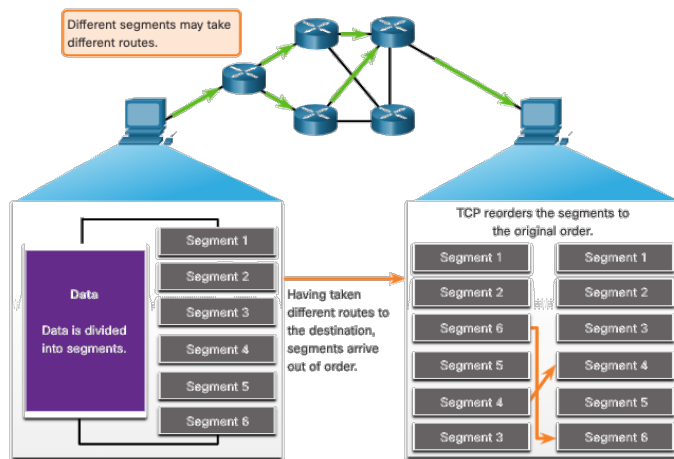 Different segments may take
different routes.
Data
Data is divided
into segments.
Segment 1
Segment 2
Segment 3
Segment 4
Segment 5
Segment 6
Having taken
different routes to
the destination,
segments arrive
out of order.
TCP reorders the segments to
the original order.
Segment 1
Segment 2
Segment 6
Segment 5
Segment 4
Segment 3
Segment 1
Segment 2
Segment 3
Segment 4
Segment 5
Segment 6